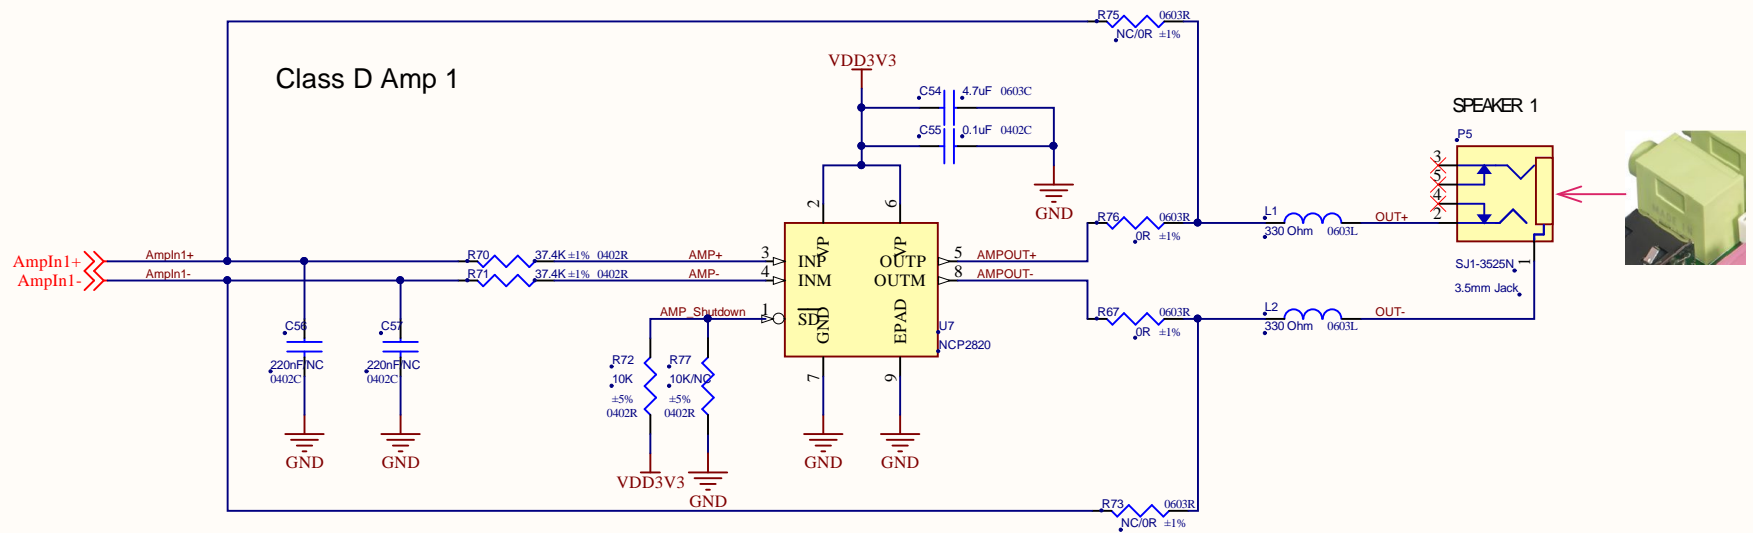 R75 0603R
NC/0R ±1%
Class D Amp 1
VDD3V3
C54 4.7uF 0603C
C55 0.1uF 0402C
GND
SPEAKER 1
P5
3
5
4
2
1
SJ1-3525N
3.5mm Jack
2 6
R76 0603R
0R ±1%
L1
330 Ohm 0603L
OUT+
AmpIn1+ AmpIn1+
AmpIn1- AmpIn1-
R70 37.4K ±1% 0402R
R71 37.4K ±1% 0402R
AMP+ 3 INP VP VP OUTP 5 AMPOUT+
AMP- 4 INM OUTM 8 AMPOUT-
AMP_Shutdown 1 SD GND EPAD
U7
NCP2820
R67 0603R
0R ±1%
L2
330 Ohm 0603L
OUT-
C56
220nF/NC
0402C
C57
220nF/NC
0402C
R72
10K
±5%
0402R
R77
10K/NC
±5%
0402R
7 9
GND
GND
GND
GND
VDD3V3
GND
R73 0603R
NC/0R ±1%